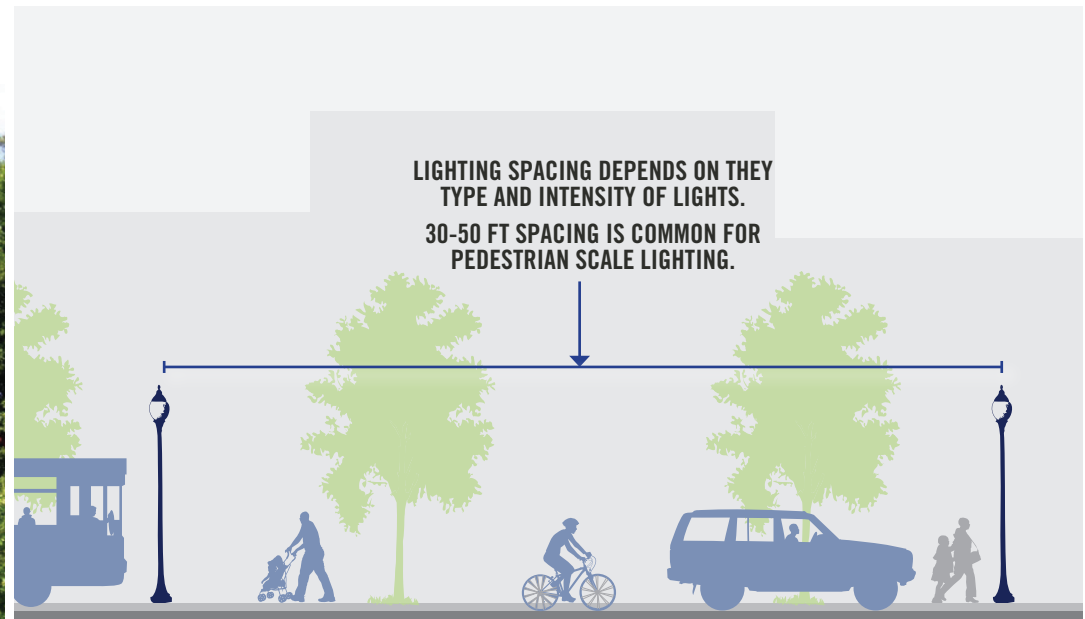 LIGHTING SPACING DEPENDS ON THEY
TYPE AND INTENSITY OF LIGHTS.
30-50 FT SPACING IS COMMON FOR
PEDESTRIAN SCALE LIGHTING.